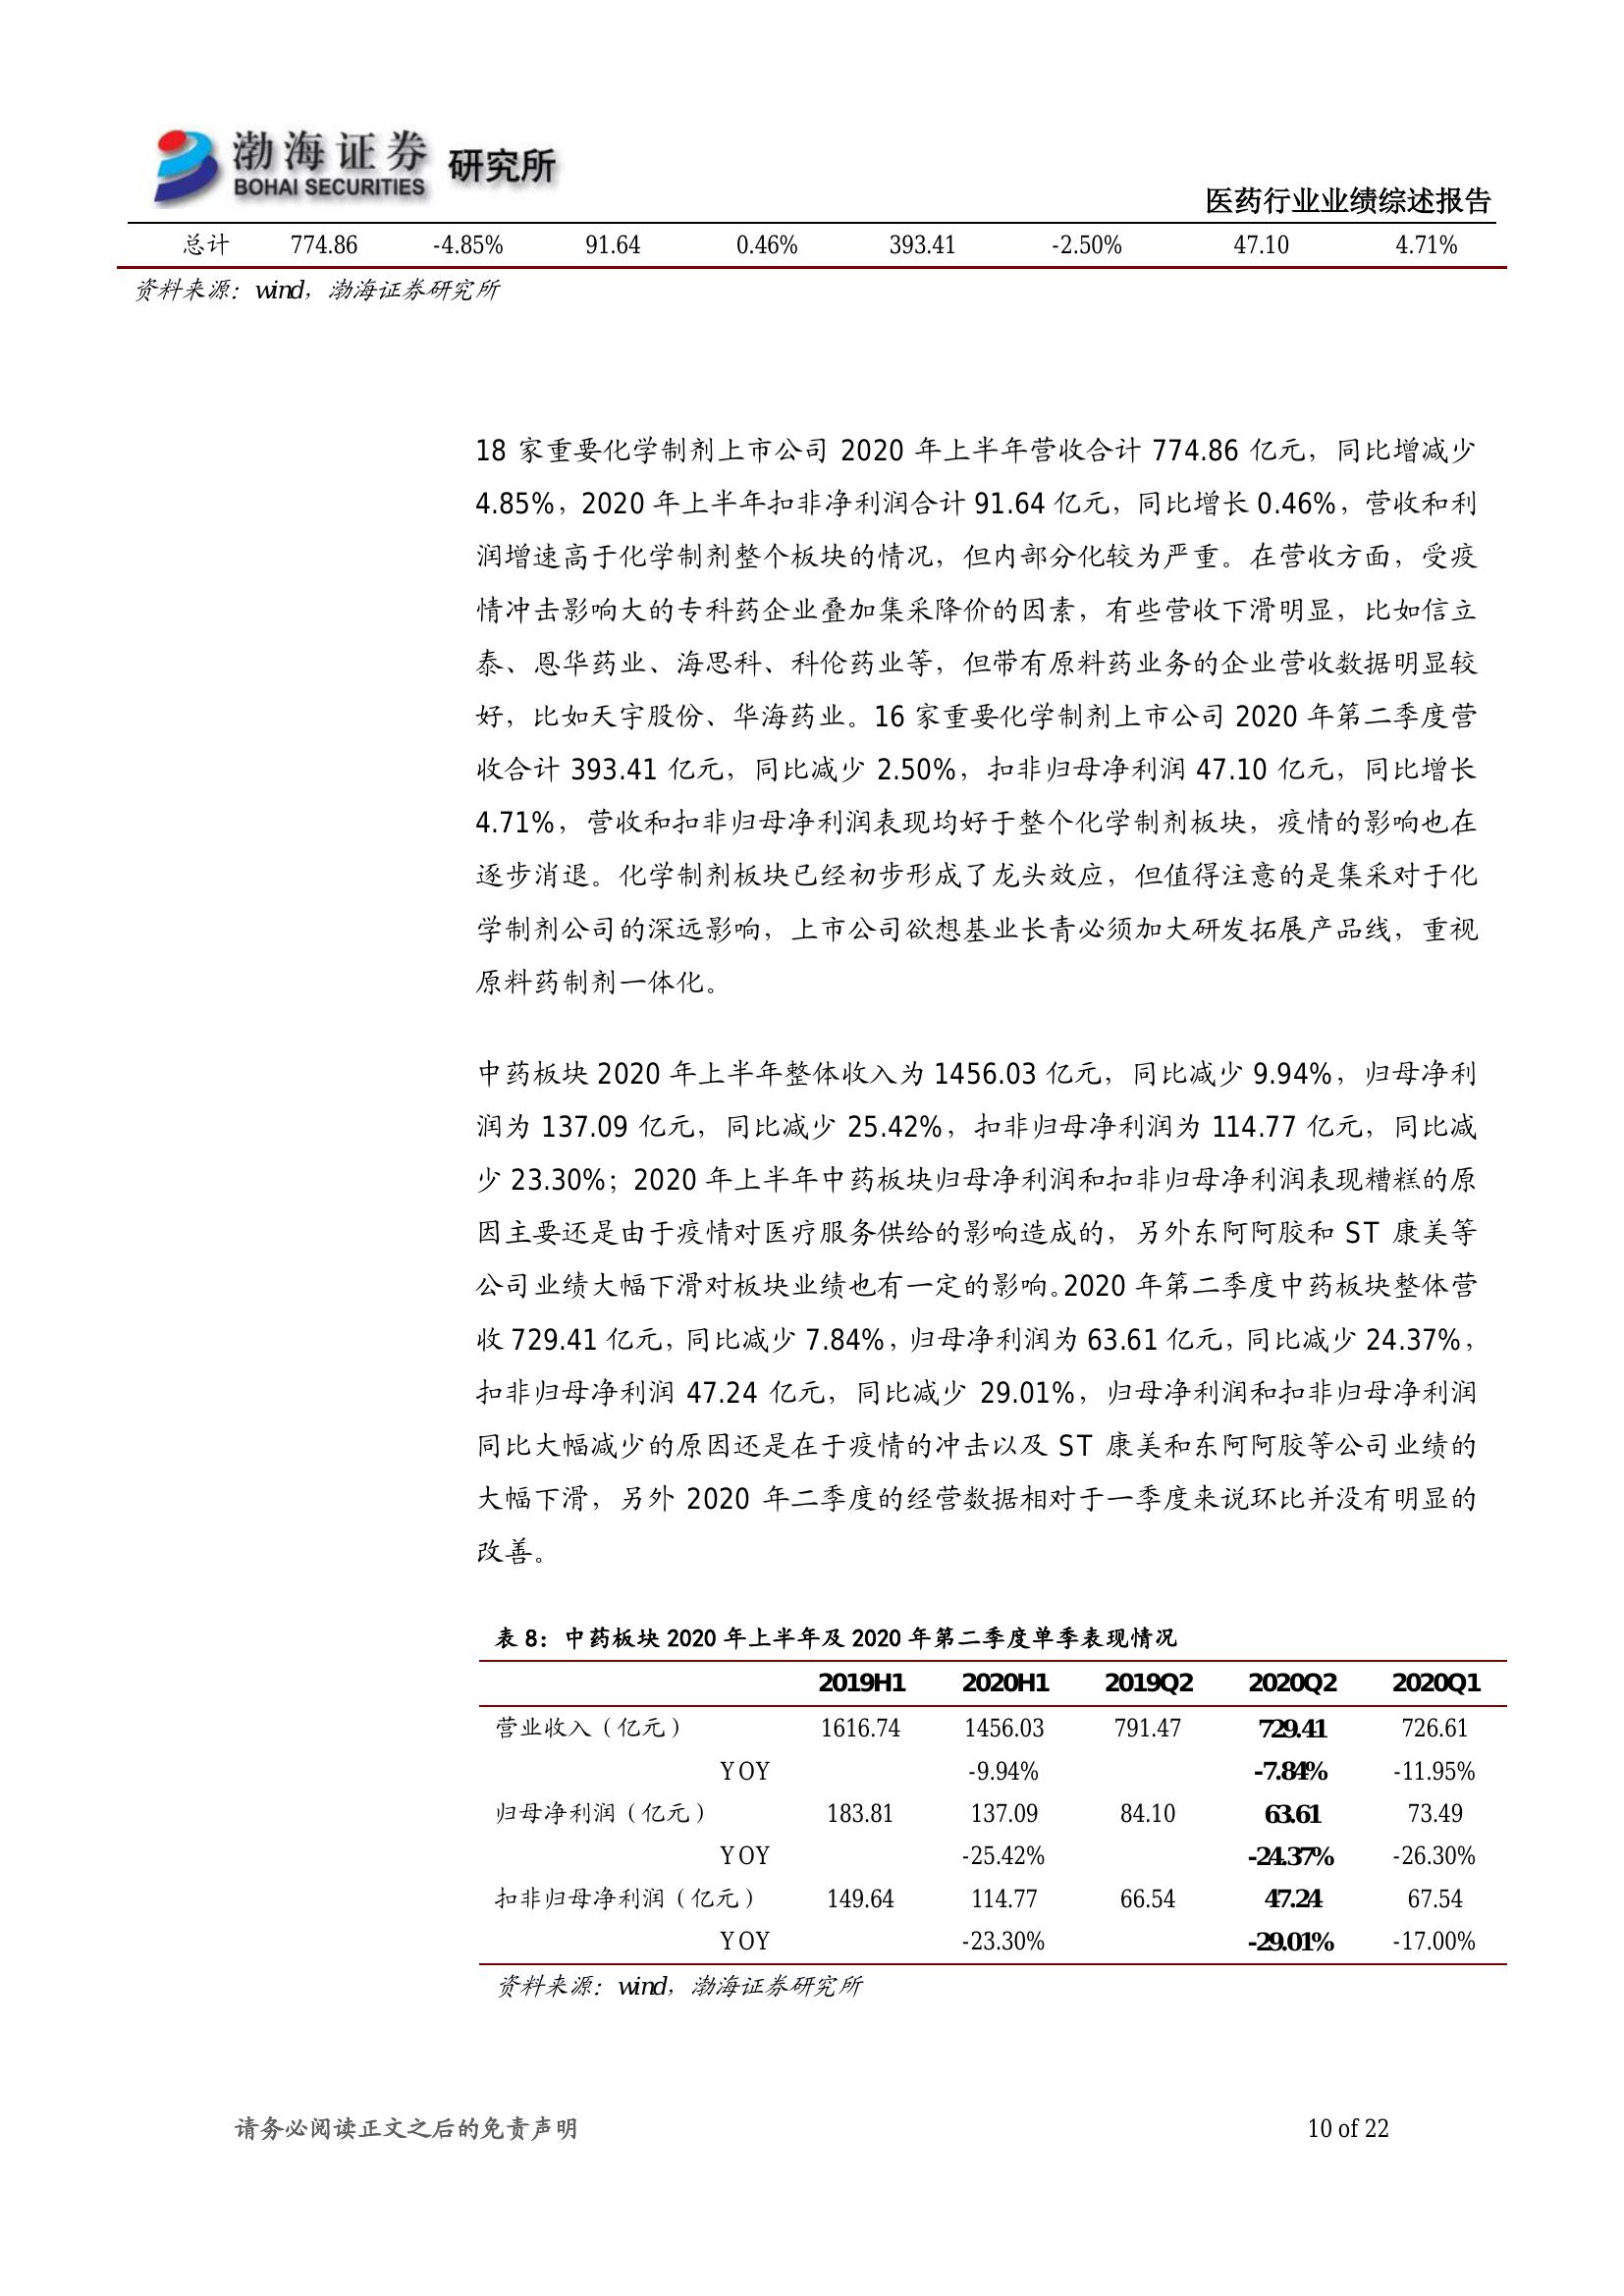 渤海证券 研究所
BOHAI SECURITIES
医药行业业绩综述报告
总计 774.86 -4.85% 91.64 0.46% 393.41 -2.50% 47.10 4.71%
资料来源：wind，渤海证券研究所
18 家重要化学制剂上市公司 2020 年上半年营收合计 774.86 亿元，同比增减少
4.85%，2020 年上半年扣非净利润合计 91.64 亿元，同比增长 0.46%，营收和利
润增速高于化学制剂整个板块的情况，但内部分化较为严重。在营收方面，受疫
情冲击影响大的专科药企业叠加集采降价的因素，有些营收下滑明显，比如信立
泰、恩华药业、海思科、科伦药业等，但带有原料药业务的企业营收数据明显较
好，比如天宇股份、华海药业。16 家重要化学制剂上市公司 2020 年第二季度营
收合计 393.41 亿元，同比减少 2.50%，扣非归母净利润 47.10 亿元，同比增长
4.71%，营收和扣非归母净利润表现均好于整个化学制剂板块，疫情的影响也在
逐步消退。化学制剂板块已经初步形成了龙头效应，但值得注意的是集采对于化
学制剂公司的深远影响，上市公司欲想基业长青必须加大研发拓展产品线，重视
原料药制剂一体化。
中药板块 2020 年上半年整体收入为 1456.03 亿元，同比减少 9.94%，归母净利
润为 137.09 亿元，同比减少 25.42%，扣非归母净利润为 114.77 亿元，同比减
少 23.30%；2020 年上半年中药板块归母净利润和扣非归母净利润表现糟糕的原
因主要还是由于疫情对医疗服务供给的影响造成的，另外东阿阿胶和 ST 康美等
公司业绩大幅下滑对板块业绩也有一定的影响。2020 年第二季度中药板块整体营
收 729.41 亿元，同比减少 7.84%，归母净利润为 63.61 亿元，同比减少 24.37%，
扣非归母净利润 47.24 亿元，同比减少 29.01%，归母净利润和扣非归母净利润
同比大幅减少的原因还是在于疫情的冲击以及 ST 康美和东阿阿胶等公司业绩的
大幅下滑，另外 2020 年二季度的经营数据相对于一季度来说环比并没有明显的
改善。
表 8：中药板块 2020 年上半年及 2020 年第二季度单季表现情况
2019H1 2020H1 2019Q2 2020Q2 2020Q1
营业收入（亿元） 1616.74 1456.03 791.47 729.41 726.61
YOY -9.94% -7.84% -11.95%
归母净利润（亿元） 183.81 137.09 84.10 63.61 73.49
YOY -25.42% -24.37% -26.30%
扣非归母净利润（亿元） 149.64 114.77 66.54 47.24 67.54
YOY -23.30% -29.01% -17.00%
资料来源：wind，渤海证券研究所
请务必阅读正文之后的免责声明 10 of 22